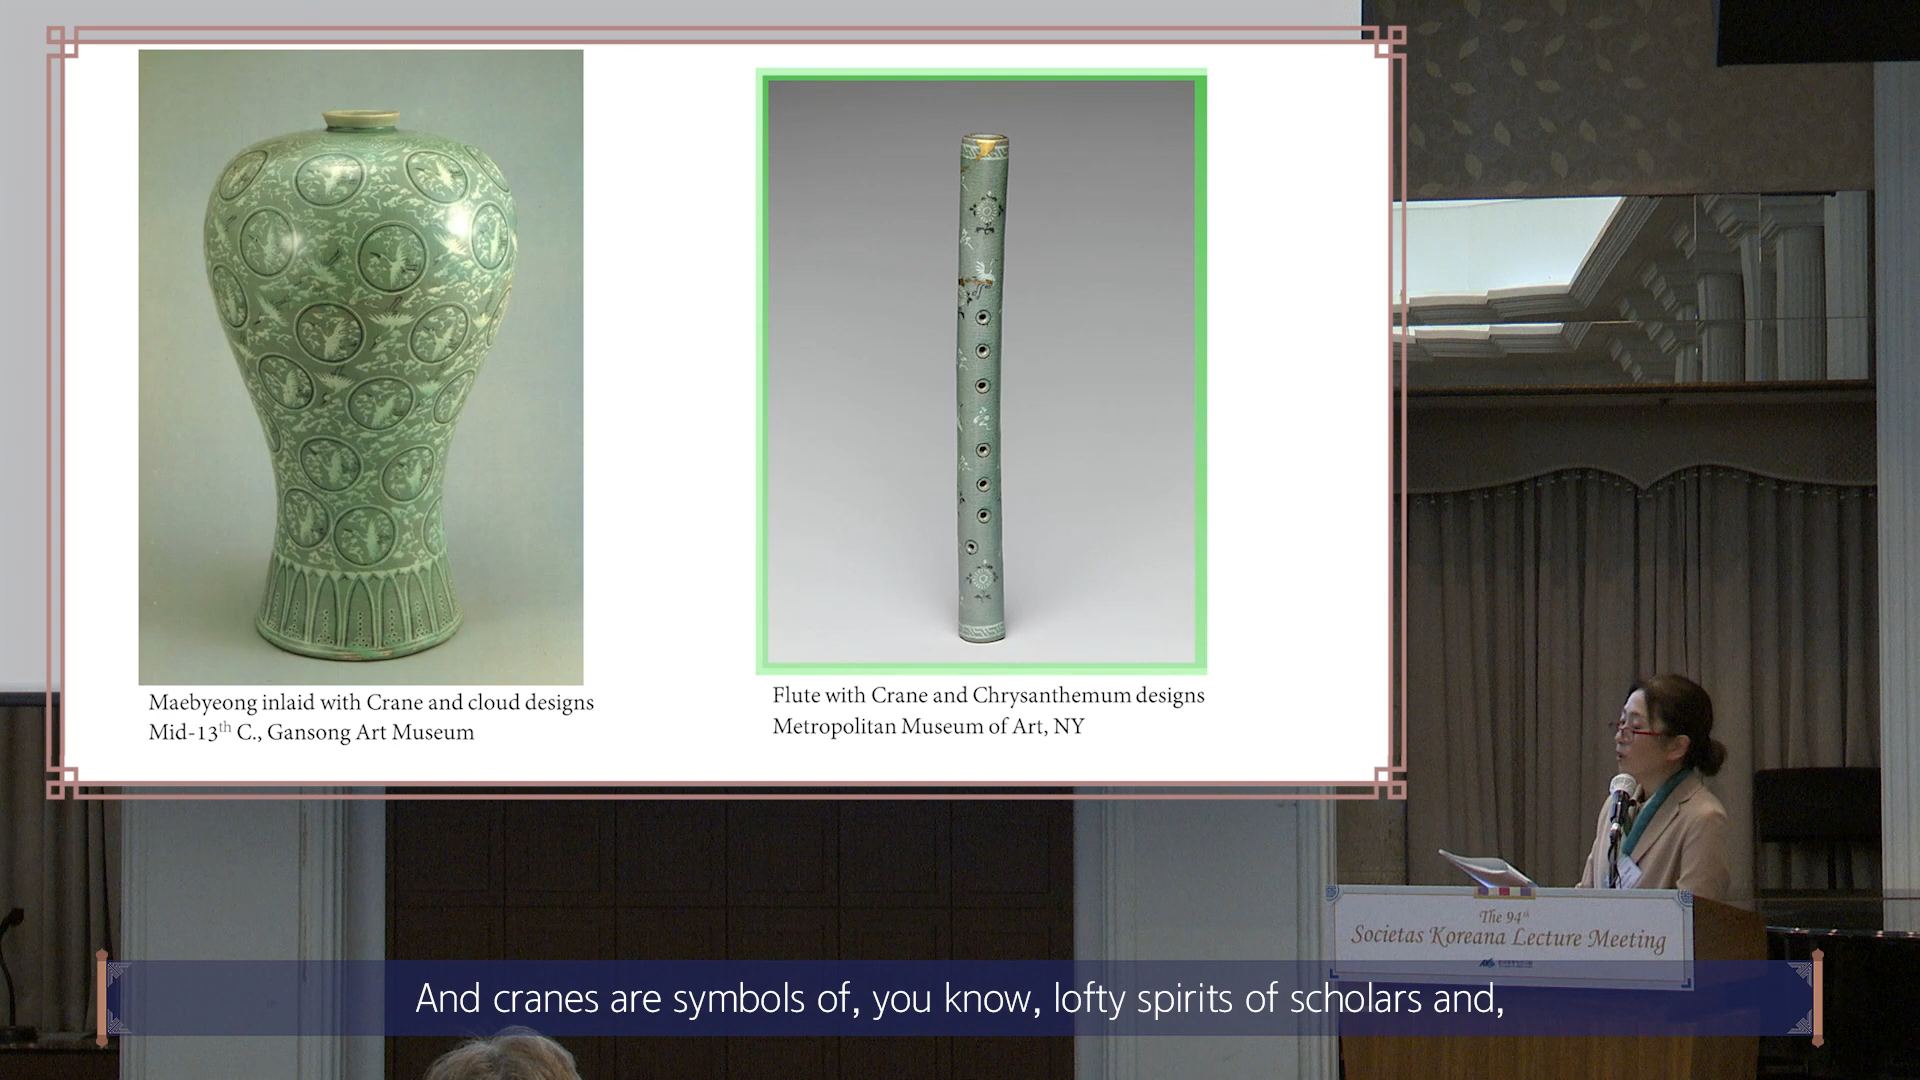 Maebyeong inlaid with Crane and cloud designs
Mid-13th C., Gansong Art Museum
Flute with Crane and Chrysanthemum designs
Metropolitan Museum of Art, NY
The 94st
Societas Koreana Lecture Meeting
And cranes are symbols of, you know, lofty spirits of scholars and,